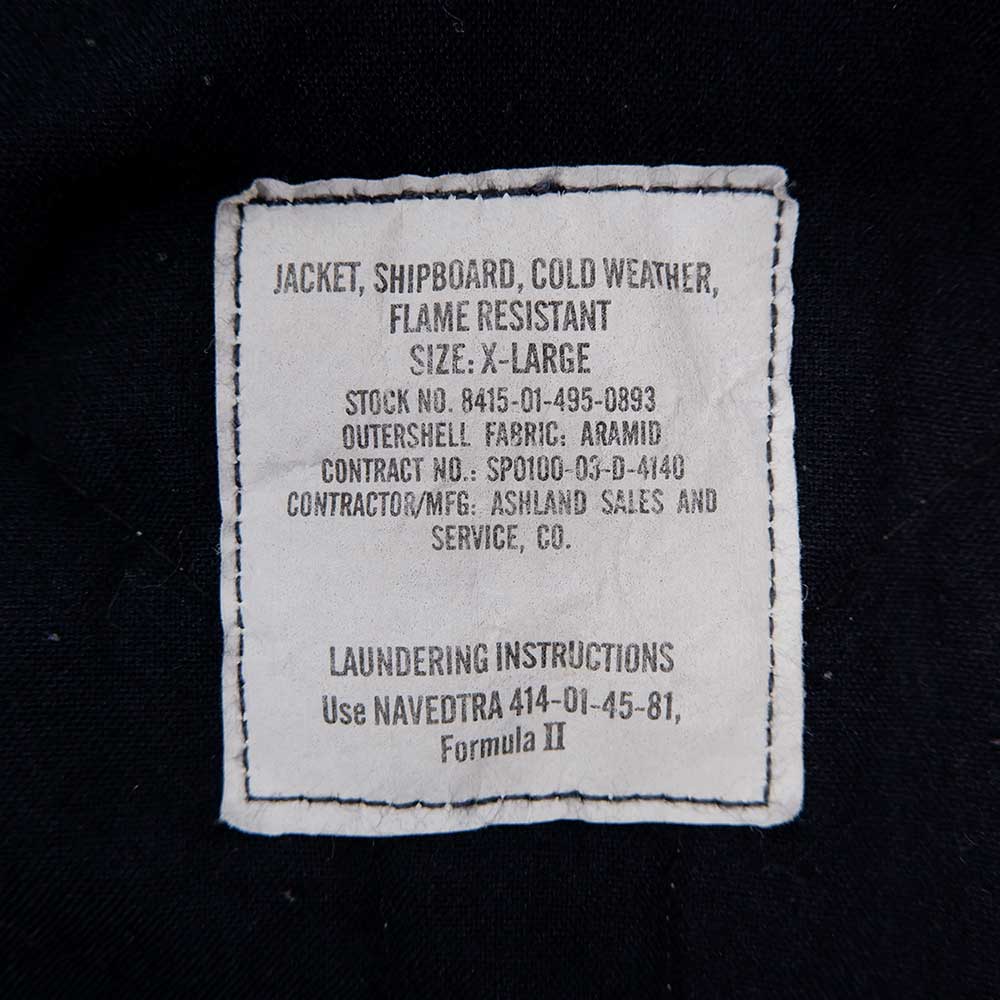 JACKET, SHIPBOARD, COLD WEATHER,
FLAME RESISTANT
SIZE: X-LARGE
STOCK NO. 8415-01-495-0893
OUTERSHELL FABRIC: ARAMID
CONTRACT NO.: SPO100-03-D-4140
CONTRACTOR/MFG: ASHLAND SALES AND
SERVICE, CO.
LAUNDERING INSTRUCTIONS
Use NAVEDTRA 414-01-45-81,
Formula II